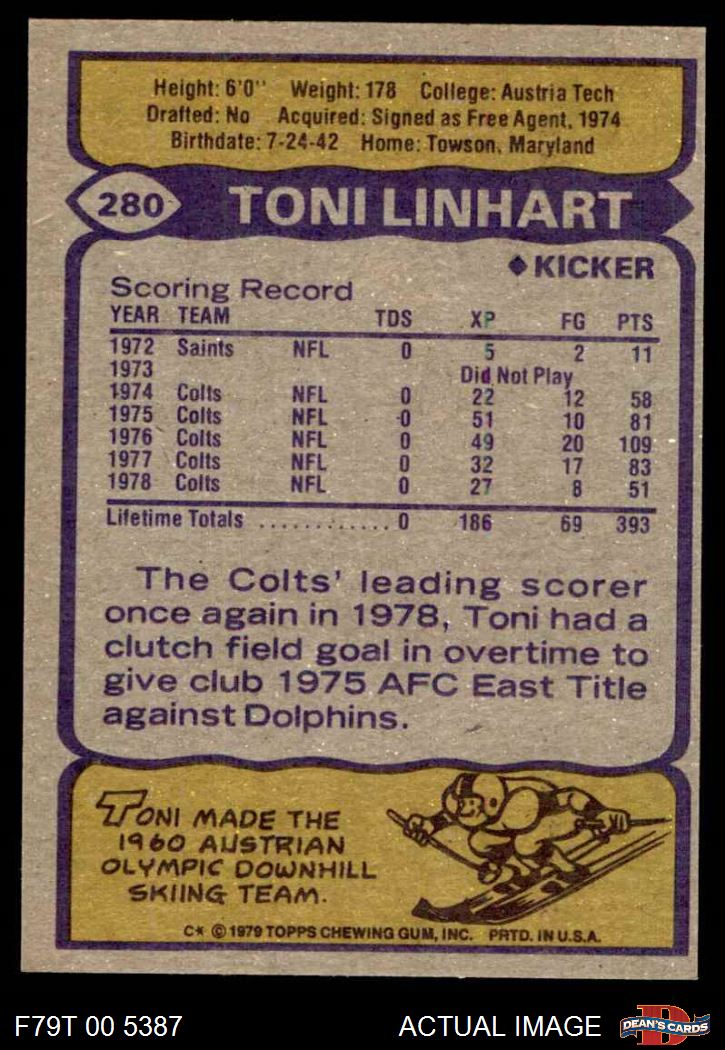 Height: 6'0" Weight: 178 College: Austria Tech
Drafted: No Acquired: Signed as Free Agent, 1974
Birthdate: 7-24-42 Home: Towson, Maryland
280 TONI LINHART
◆ KICKER
Scoring Record
YEAR TEAM TDS XP FG PTS
1972 Saints NFL 0 5 2 11
1973 Did Not Play
1974 Colts NFL 0 22 12 58
1975 Colts NFL 0 51 10 81
1976 Colts NFL 0 49 20 109
1977 Colts NFL 0 32 17 83
1978 Colts NFL 0 27 8 51
Lifetime Totals ............. 0 186 69 393
The Colts' leading scorer
once again in 1978, Toni had a
clutch field goal in overtime to
give club 1975 AFC East Title
against Dolphins.
TONI MADE THE
1960 AUSTRIAN
OLYMPIC DOWNHILL
SKIING TEAM.
C* © 1979 TOPPS CHEWING GUM, INC. PRTD. IN U.S.A.
F79T 00 5387 ACTUAL IMAGE D DEAN'S CARDS